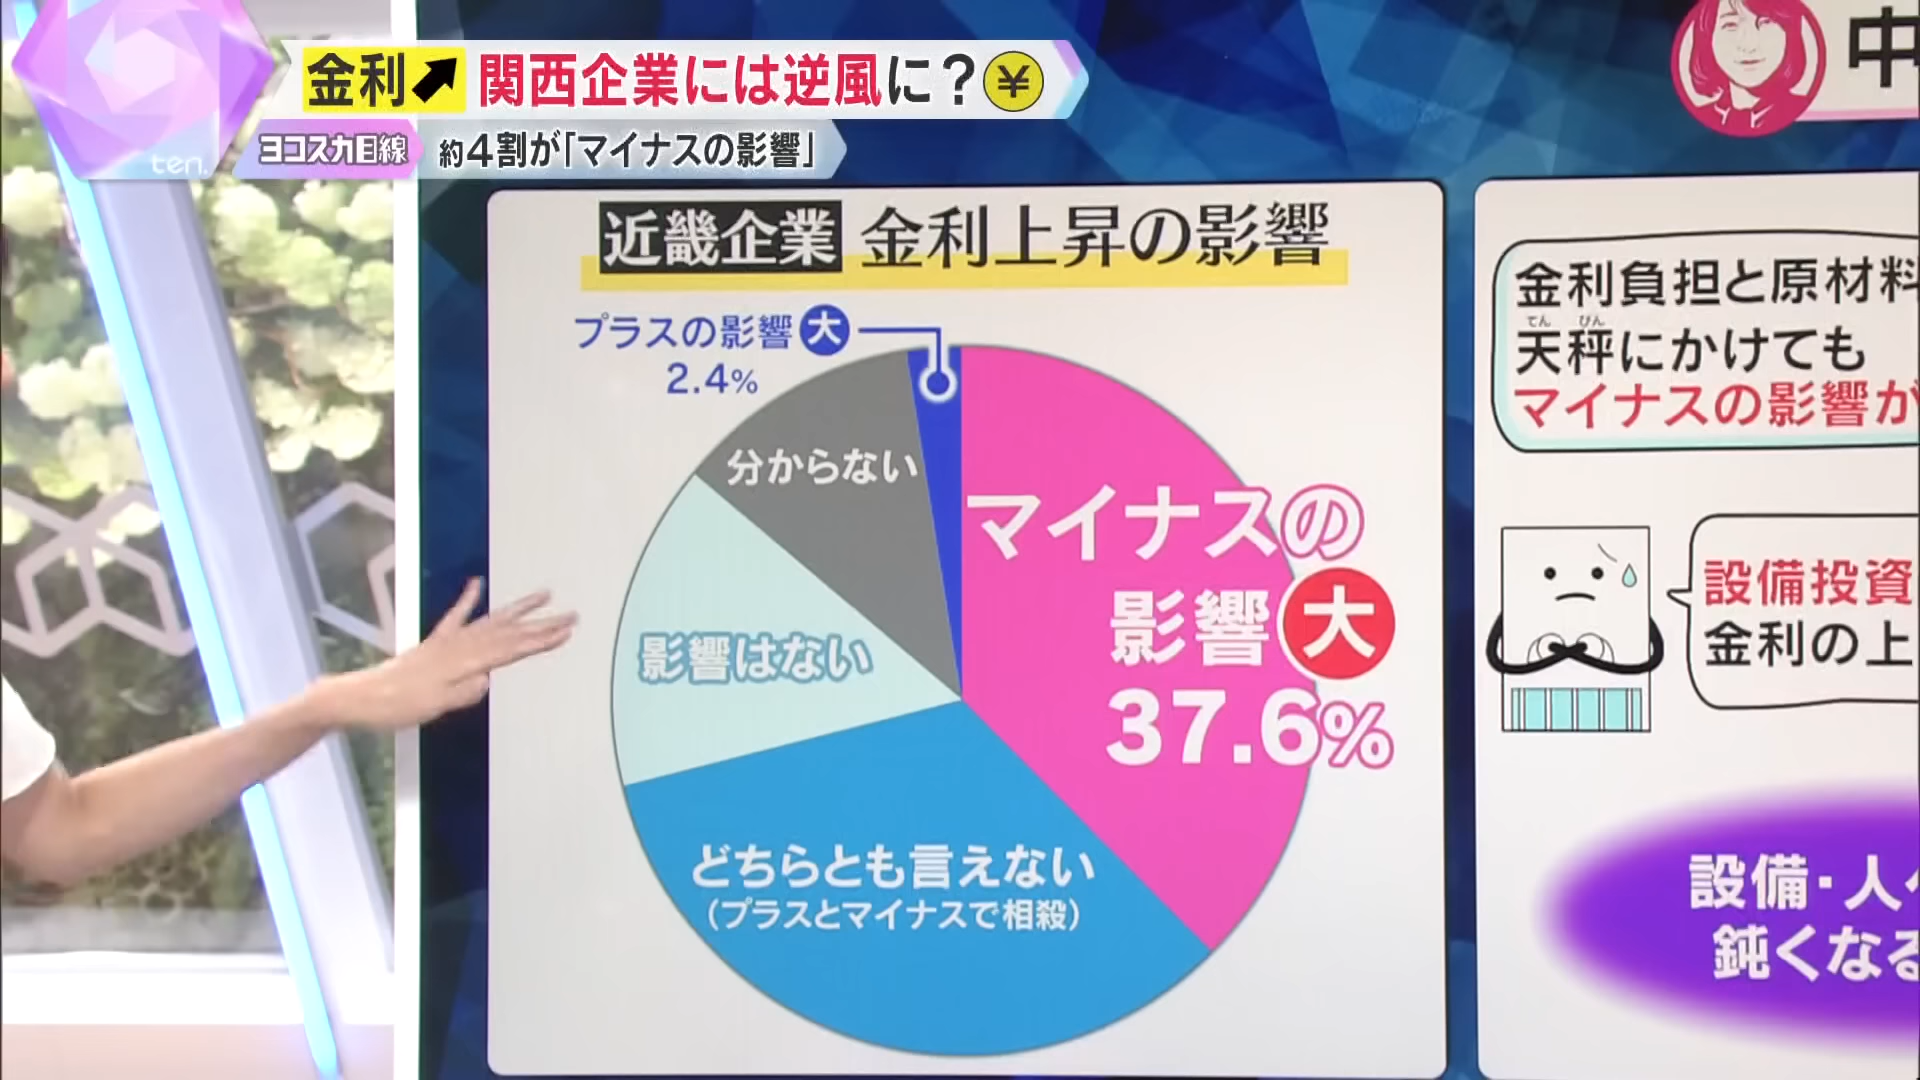 金利↗関西企業には逆風に？¥
ヨコスカ目線
約4割が「マイナスの影響」
ten.
近畿企業 金利上昇の影響
プラスの影響大
2.4%
分からない
マイナスの
影響大
37.6%
影響はない
どちらとも言えない
(プラスとマイナスで相殺)
中
金利負担と原材料
てん びん
天秤にかけても
マイナスの影響が
設備投資
金利の上
設備・人
鈍くなる